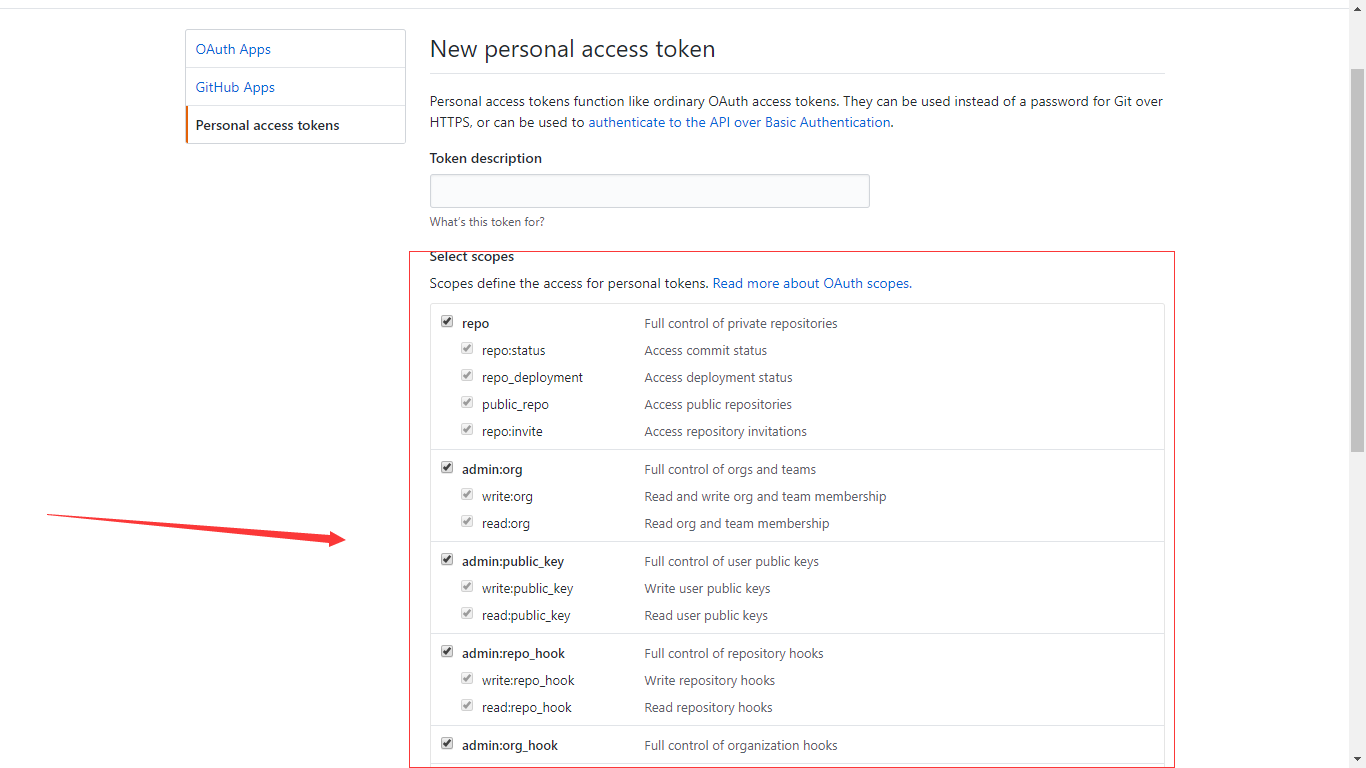 OAuth Apps
GitHub Apps
Personal access tokens
New personal access token
Personal access tokens function like ordinary OAuth access tokens. They can be used instead of a password for Git over
HTTPS, or can be used to authenticate to the API over Basic Authentication.
Token description
What's this token for?
Select scopes
Scopes define the access for personal tokens. Read more about OAuth scopes.
repo Full control of private repositories
repo:status Access commit status
repo_deployment Access deployment status
public_repo Access public repositories
repo:invite Access repository invitations
admin:org Full control of orgs and teams
write:org Read and write org and team membership
read:org Read org and team membership
admin:public_key Full control of user public keys
write:public_key Write user public keys
read:public_key Read user public keys
admin:repo_hook Full control of repository hooks
write:repo_hook Write repository hooks
read:repo_hook Read repository hooks
admin:org_hook Full control of organization hooks